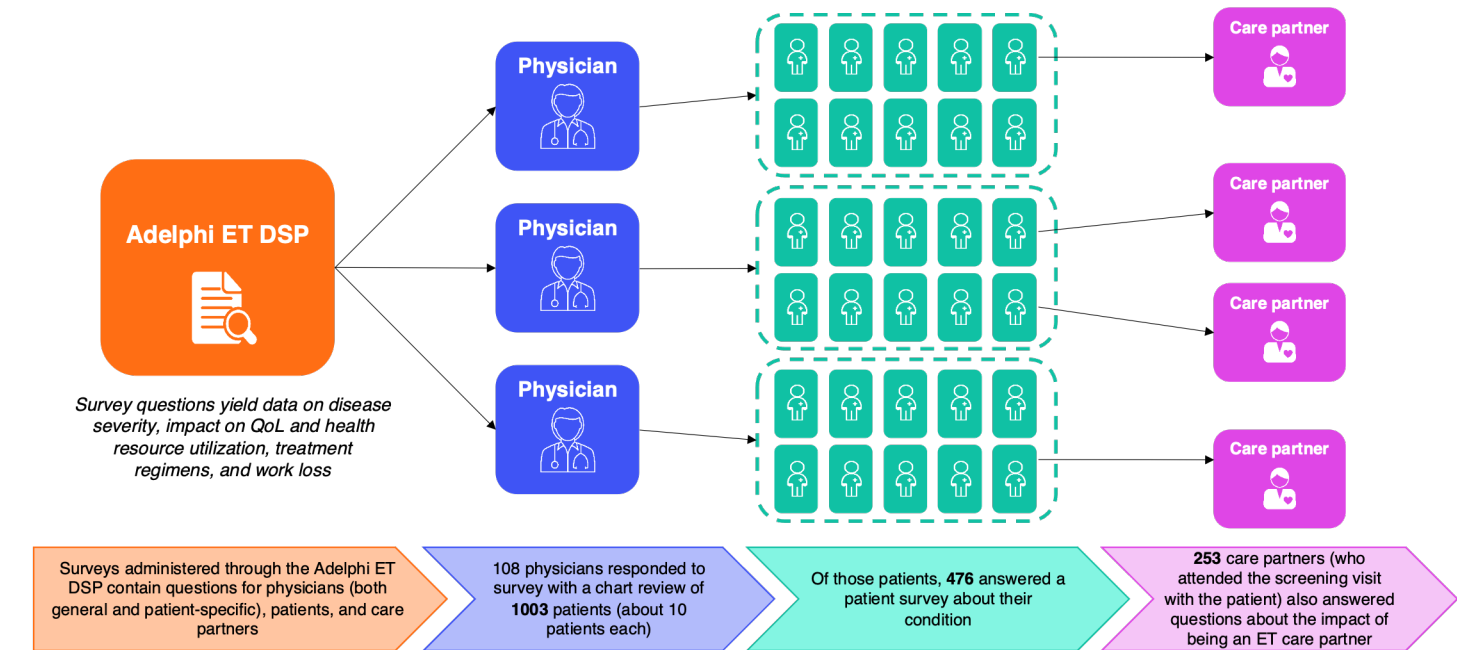 Adelphi ET DSP
Survey questions yield data on disease
severity, impact on QoL and health
resource utilization, treatment
regimens, and work loss
Physician
Physician
Physician
Care partner
Care partner
Care partner
Care partner
Surveys administered through the Adelphi ET
DSP contain questions for physicians (both
general and patient-specific), patients, and care
partners
108 physicians responded to
survey with a chart review of
1003 patients (about 10
patients each)
Of those patients, 476 answered a
patient survey about their
condition
253 care partners (who
attended the screening visit
with the patient) also answered
questions about the impact of
being an ET care partner